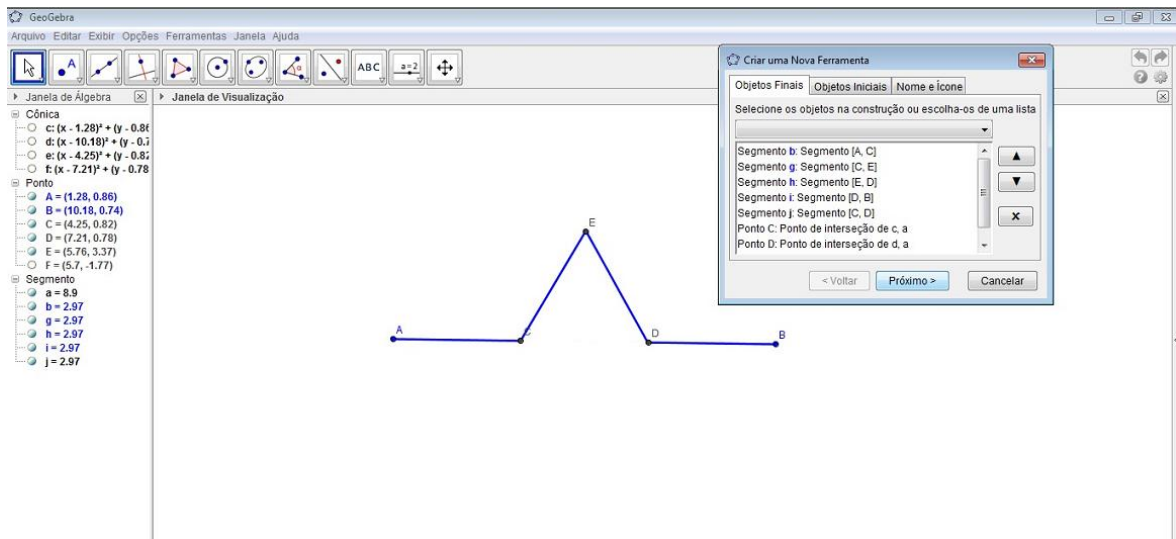 GeoGebra
Arquivo Editar Exibir Opções Ferramentas Janela Ajuda
A
ABC
a=2
Janela de Álgebra
Janela de Visualização
Cônica
c: (x - 1.28)² + (y - 0.86
d: (x - 10.18)² + (y - 0.7
e: (x - 4.25)² + (y - 0.82
f: (x - 7.21)² + (y - 0.78
Ponto
A = (1.28, 0.86)
B = (10.18, 0.74)
C = (4.25, 0.82)
D = (7.21, 0.78)
E = (5.76, 3.37)
F = (5.7, -1.77)
Segmento
a = 8.9
b = 2.97
g = 2.97
h = 2.97
i = 2.97
j = 2.97
E
A
C
D
B
Criar uma Nova Ferramenta
Objetos Finais Objetos Iniciais Nome e Ícone
Selecione os objetos na construção ou escolha-os de uma lista
Segmento b: Segmento [A, C]
Segmento g: Segmento [C, E]
Segmento h: Segmento [E, D]
Segmento i: Segmento [D, B]
Segmento j: Segmento [C, D]
Ponto C: Ponto de interseção de c, a
Ponto D: Ponto de interseção de d, a
< Voltar
Próximo >
Cancelar